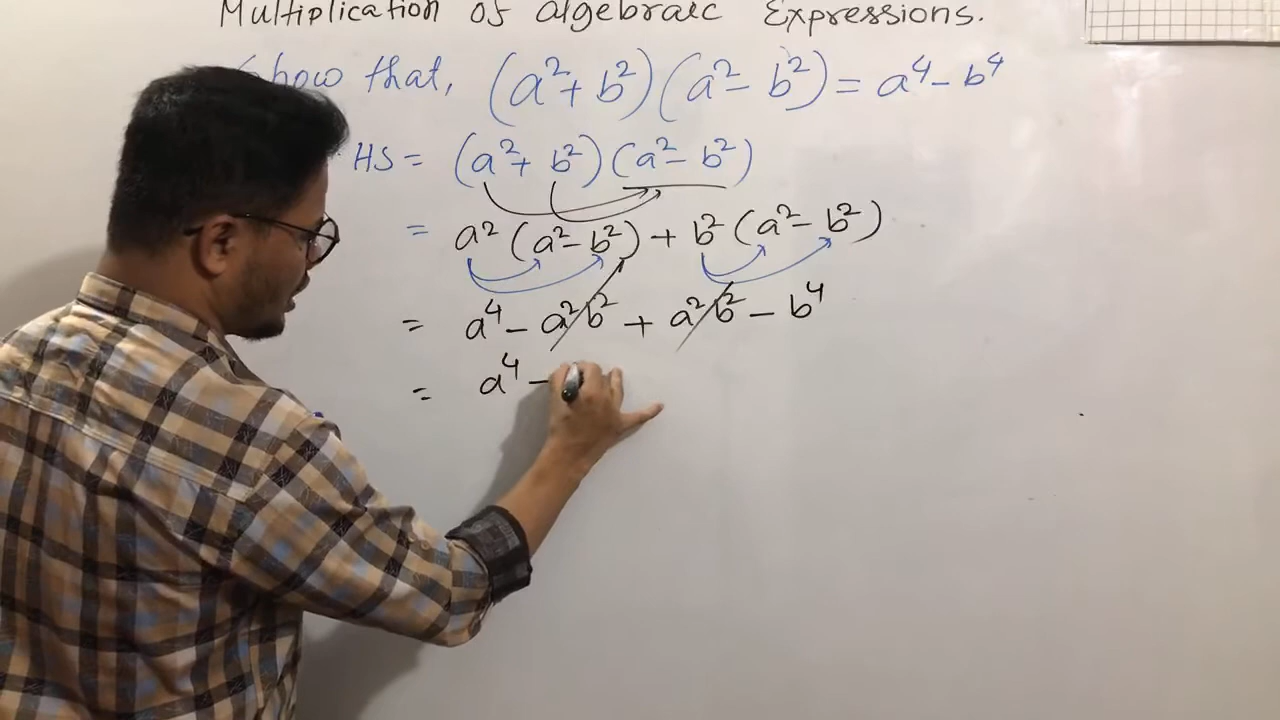 Multiplication of algebraic Expressions.
Show that, (a²+ b²)(a²- b²)= a⁴- b⁴
HS = (a²+ b²)(a²- b²)
= a²(a²- b²) + b²(a²- b²)
= a⁴ - a²b² + a²b² - b⁴
= a⁴ -